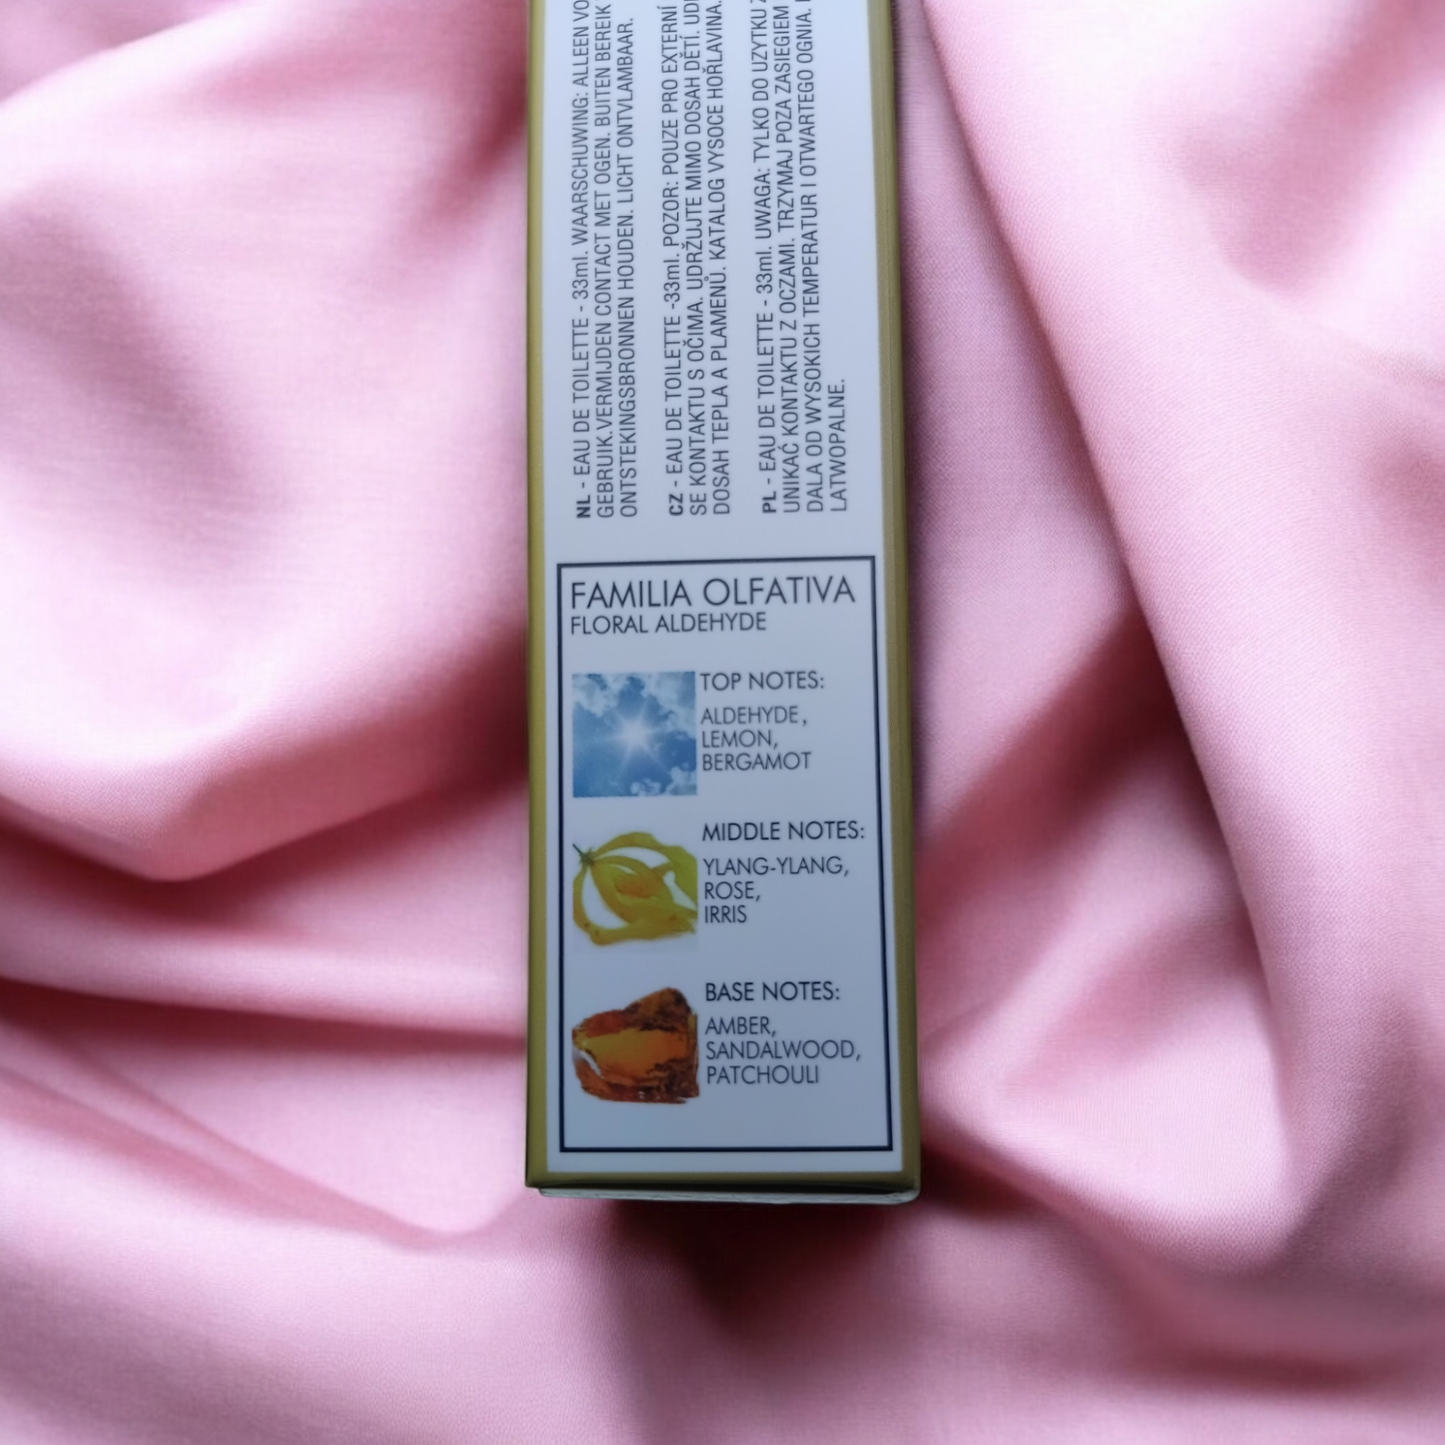 NL - EAU DE TOILETTE - 33ml. WAARSCHUWING: ALLEEN
GEBRUIK.VERMIJDEN CONTACT MET OGEN. BUITEN BEREIK
ONTSTEKINGSBRONNEN HOUDEN. LICHT ONTVLAMBAAR.
CZ - EAU DE TOILETTE -33ml. POZOR: POUZE PRO EXTERNÍ
SE KONTAKTU S OČIMA. UDRŽUJTE MIMO DOSAH DĚTÍ.
DOSAH TEPLA A PLAMENŮ. KATALOG VYSOCE HOŘLAVINA.
PL - EAU DE TOILETTE - 33ml. UWAGA: TYLKO DO UZYTKU
UNIKAĆ KONTAKTU Z OCZAMI. TRZYMAJ POZA ZASIEGIEM
DALA OD WYSOKICH TEMPERATUR I OTWARTEGO OGNIA.
LATWOPALNE.
FAMILIA OLFATIVA
FLORAL ALDEHYDE
TOP NOTES:
ALDEHYDE,
LEMON,
BERGAMOT
MIDDLE NOTES:
YLANG-YLANG,
ROSE,
IRRIS
BASE NOTES:
AMBER,
SANDALWOOD,
PATCHOULI